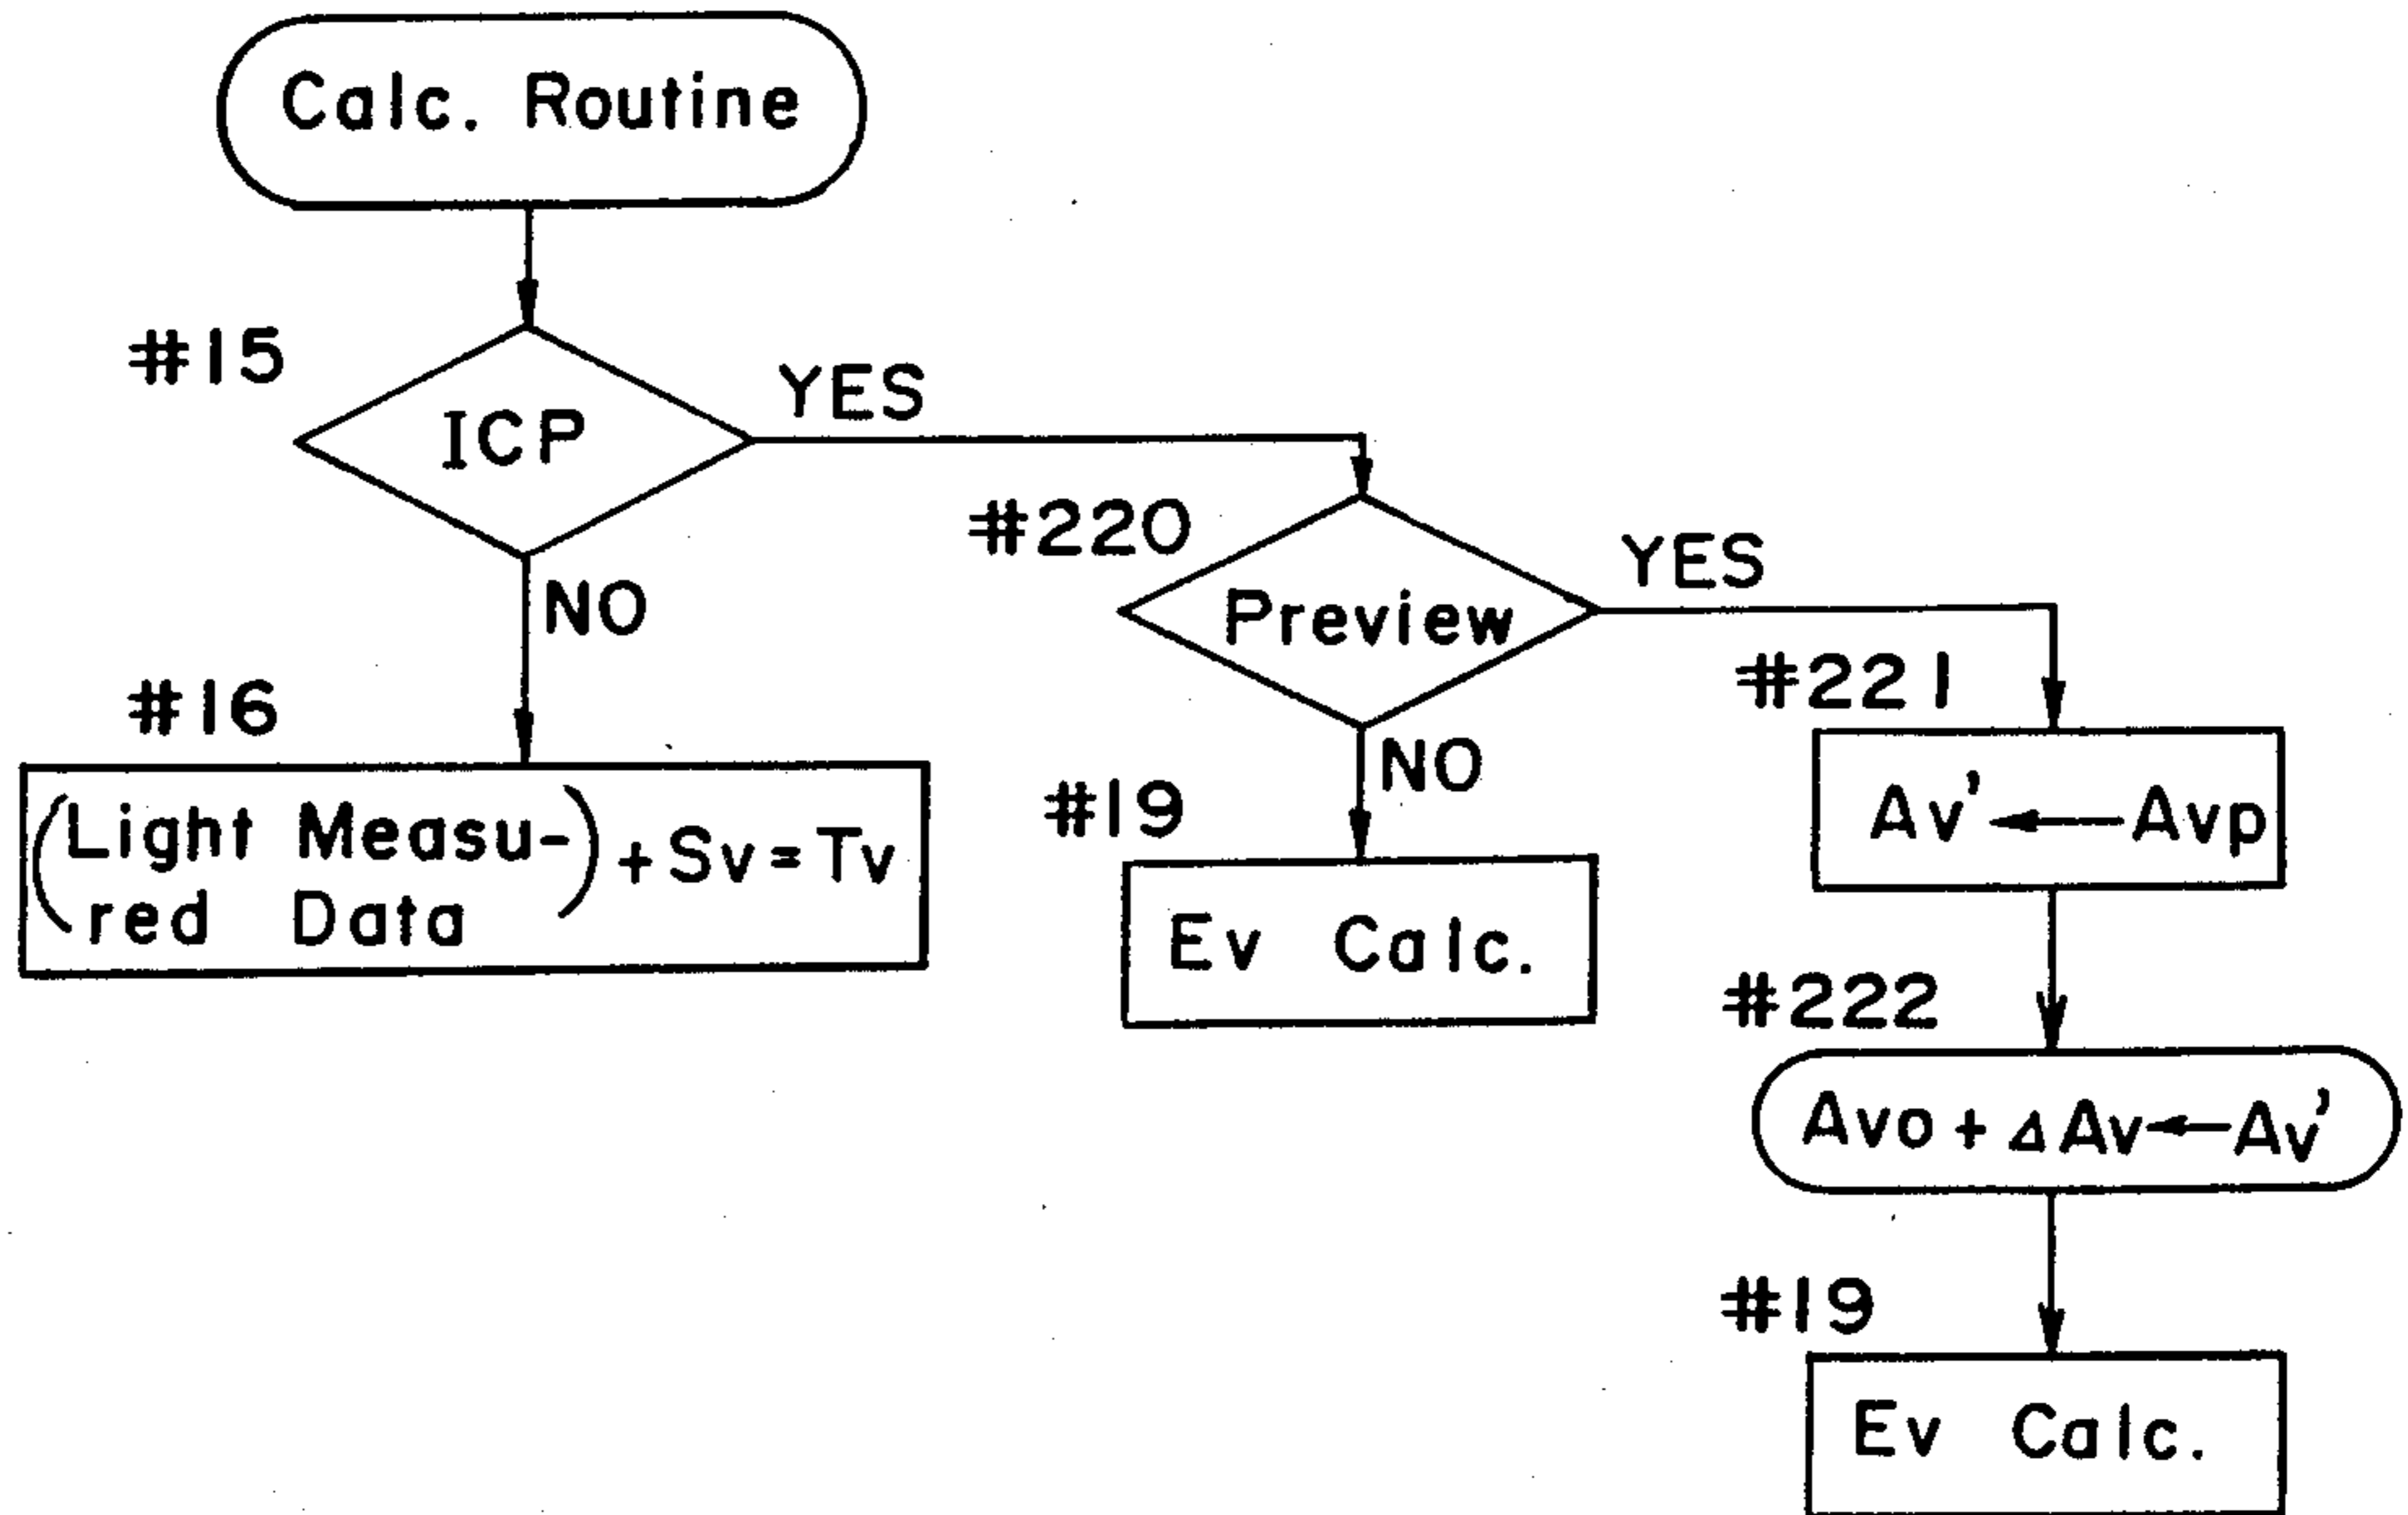 Calc. Routine
#15
ICP
YES
NO
#16
(Light Measu-
red Data) + Sv = Tv
#220
Preview
YES
NO
#19
Ev Calc.
#221
Av' ← Avp
#222
Avo + ΔAv ← Av'
#19
Ev Calc.